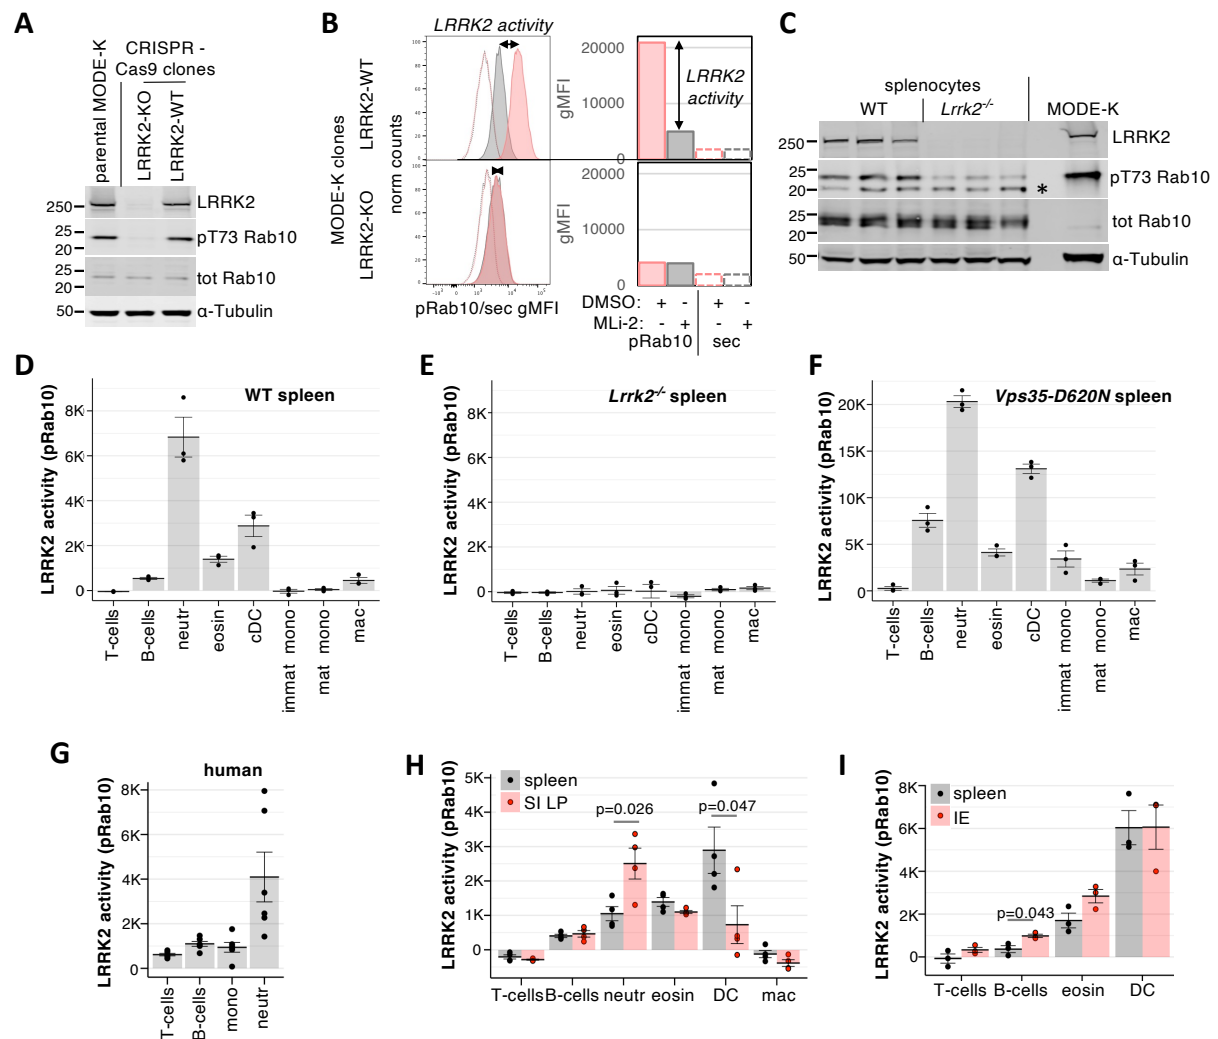 A
parental MODE-K
CRISPR -
Cas9 clones
LRRK2-KO
LRRK2-WT
250
25
20
25
20
50
LRRK2
pT73 Rab10
tot Rab10
α-Tubulin
B
LRRK2 activity
MODE-K clones
LRRK2-WT
LRRK2-KO
norm counts
pRab10/sec gMFI
gMFI
20000
10000
0
LRRK2
activity
gMFI
20000
10000
0
DMSO: + - + -
MLi-2: - + - +
pRab10 sec
C
splenocytes
WT Lrrk2-/- MODE-K
250
25
20
25
20
50
LRRK2
pT73 Rab10
*
tot Rab10
α-Tubulin
D
WT spleen
LRRK2 activity (pRab10)
8K
6K
4K
2K
0
T-cells
B-cells
neutr
eosin
cDC
immat mono
mat mono
mac
E
Lrrk2-/- spleen
LRRK2 activity (pRab10)
8K
6K
4K
2K
0
T-cells
B-cells
neutr
eosin
cDC
immat mono
mat mono
mac
F
Vps35-D620N spleen
LRRK2 activity (pRab10)
20K
15K
10K
5K
0
T-cells
B-cells
neutr
eosin
cDC
immat mono
mat mono
mac
G
human
LRRK2 activity (pRab10)
8K
6K
4K
2K
0
T-cells
B-cells
mono
neutr
H
LRRK2 activity (pRab10)
5K
4K
3K
2K
1K
0
spleen
SI LP
p=0.026
p=0.047
T-cells B-cells neutr eosin DC mac
I
LRRK2 activity (pRab10)
8K
6K
4K
2K
0
spleen
IE
p=0.043
T-cells B-cells eosin DC